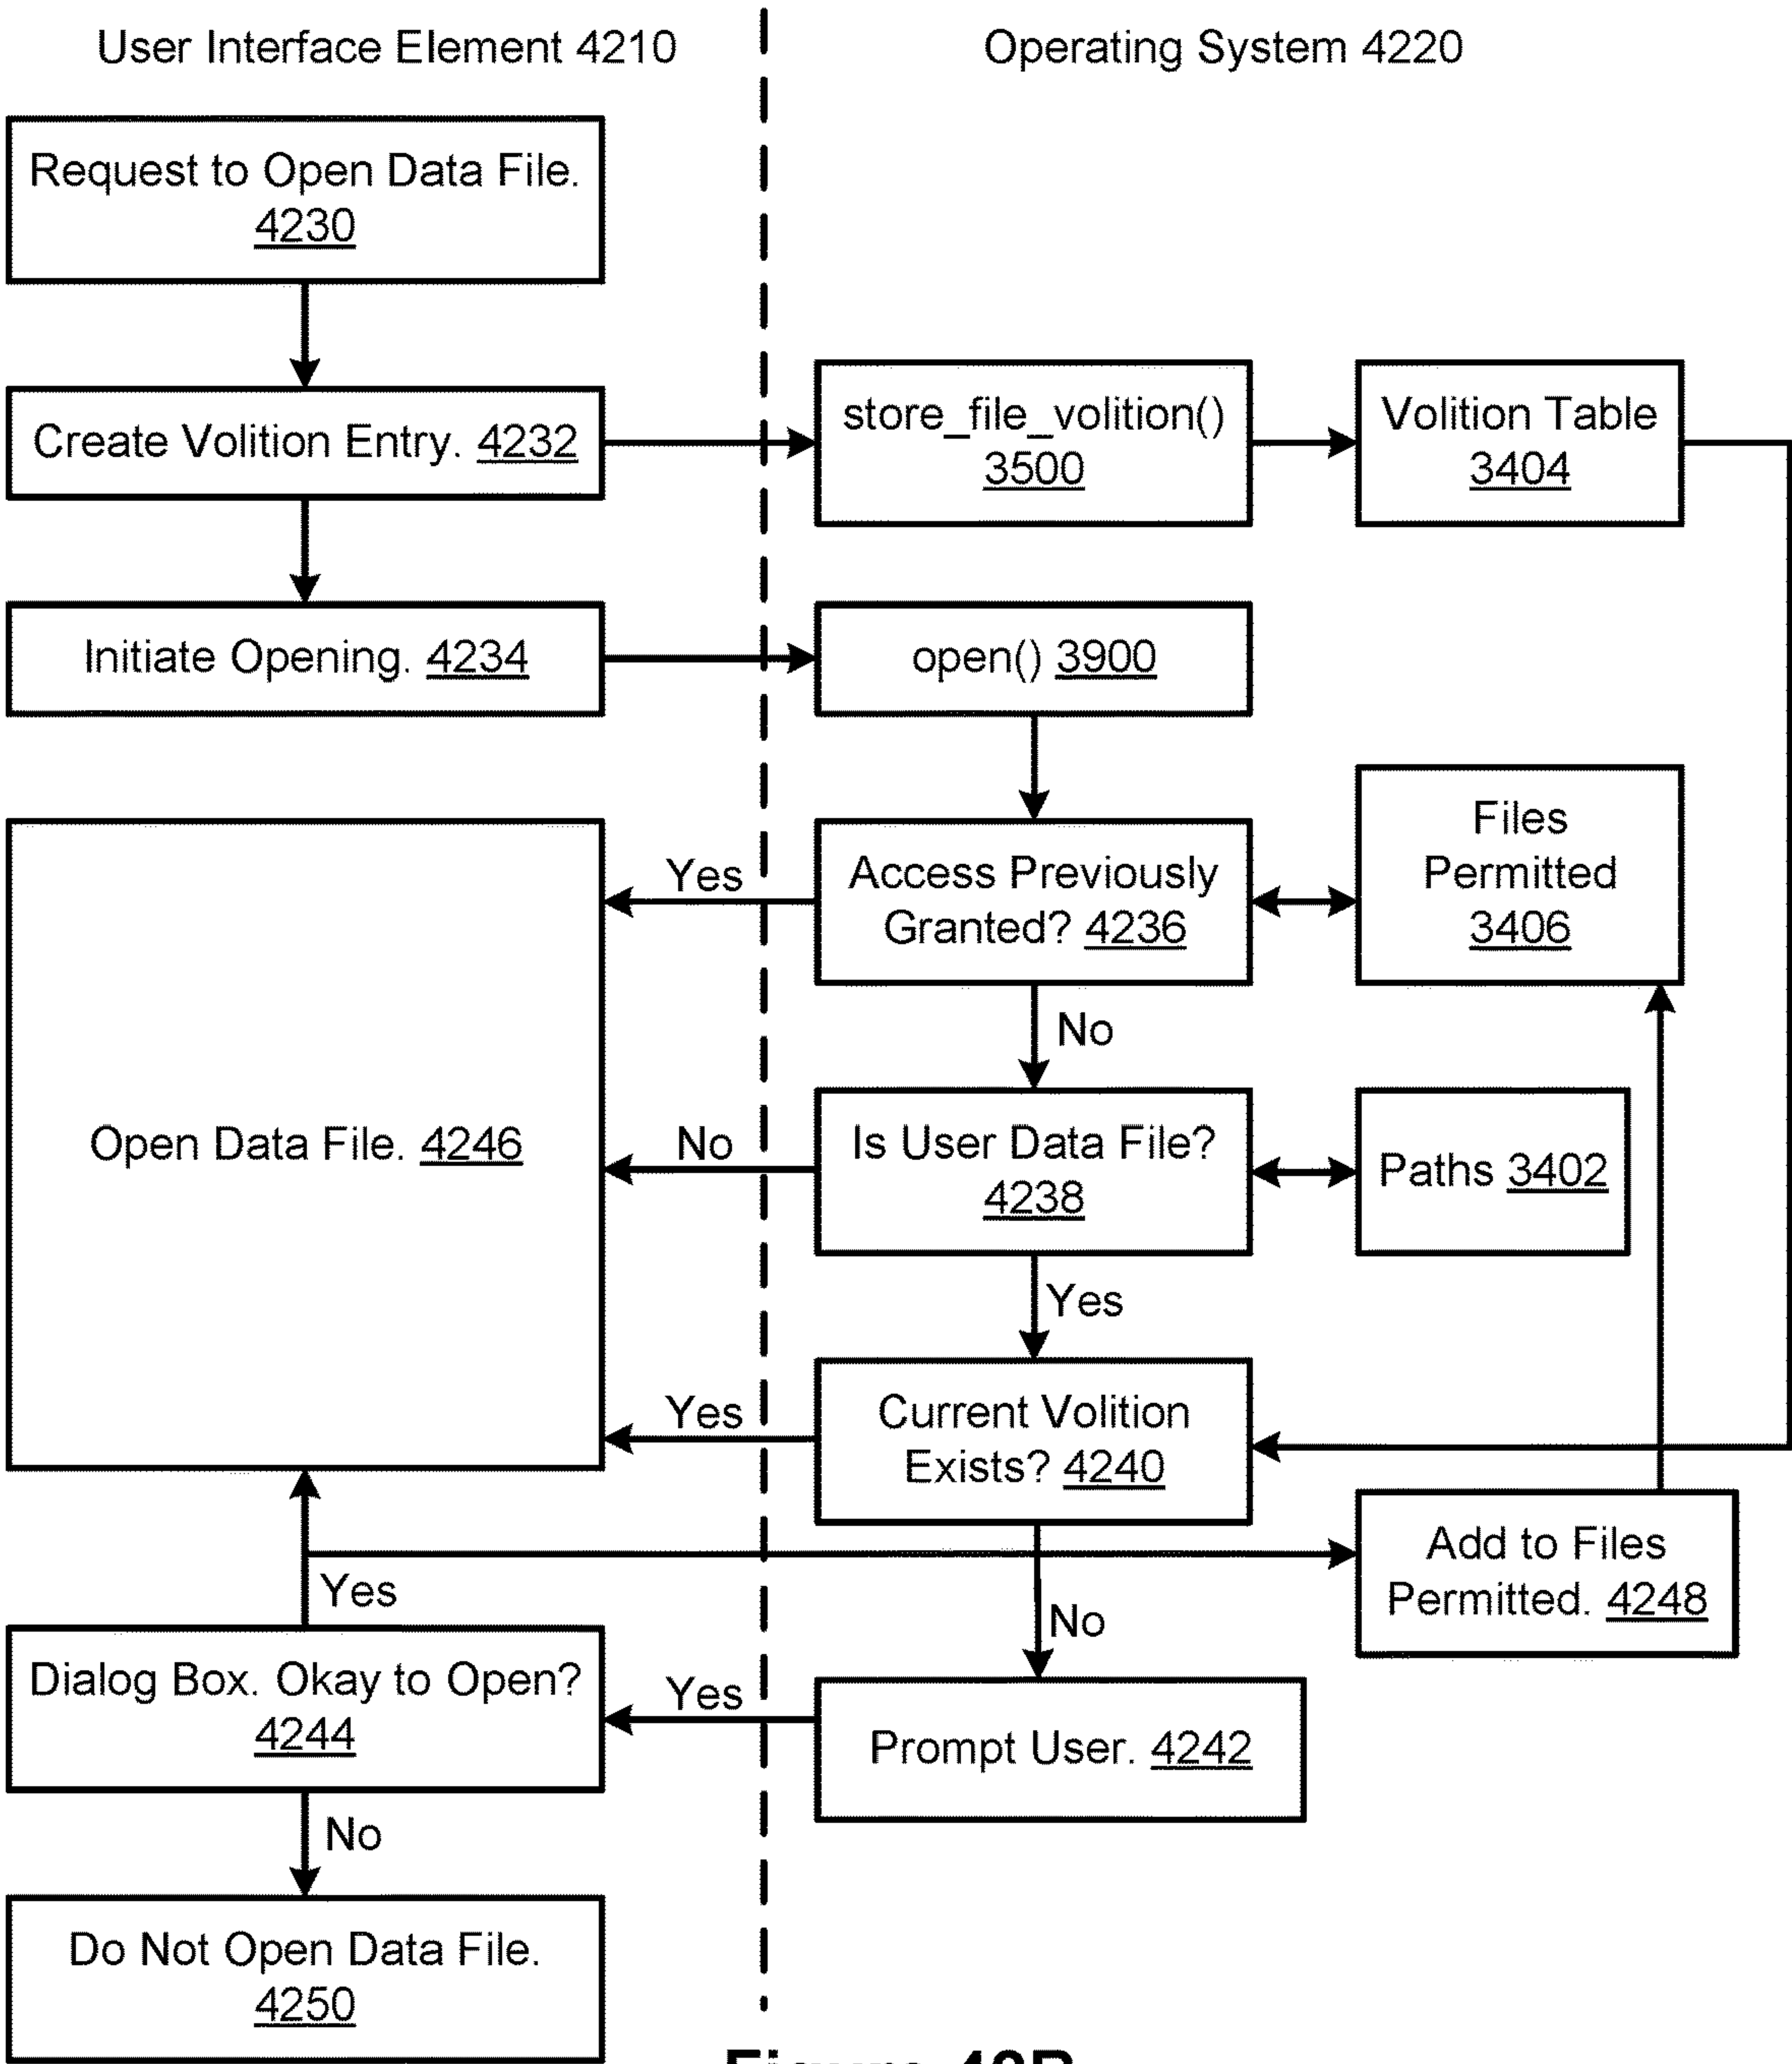 User Interface Element 4210
Operating System 4220
Request to Open Data File.
4230
Create Volition Entry. 4232
store_file_volition()
3500
Volition Table
3404
Initiate Opening. 4234
open() 3900
Files
Permitted
3406
Yes
Access Previously
Granted? 4236
No
Open Data File. 4246
No
Is User Data File?
4238
Paths 3402
Yes
Yes
Current Volition
Exists? 4240
Add to Files
Permitted. 4248
Yes
No
Dialog Box. Okay to Open?
4244
Yes
Prompt User. 4242
No
Do Not Open Data File.
4250